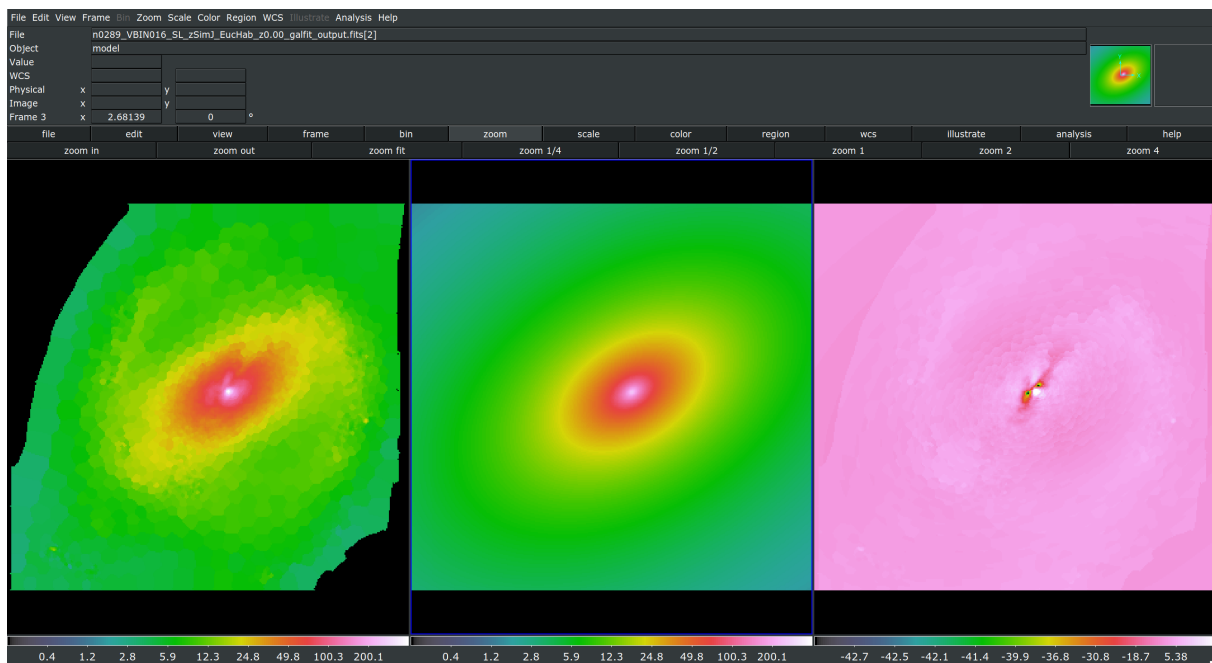 File Edit View Frame Bin Zoom Scale Color Region WCS Illustrate Analysis Help
File n0289_VBIN016_SL_zSimJ_EucHab_z0.00_galfit_output.fits[2]
Object model
Value
WCS
Physical x y
Image x y
Frame 3 x 2.68139 0 °
file edit view frame bin zoom scale color region wcs illustrate analysis help
zoom in zoom out zoom fit zoom 1/4 zoom 1/2 zoom 1 zoom 2 zoom 4
0.4 1.2 2.8 5.9 12.3 24.8 49.8 100.3 200.1 0.4 1.2 2.8 5.9 12.3 24.8 49.8 100.3 200.1 -42.7 -42.5 -42.1 -41.4 -39.9 -36.8 -30.8 -18.7 5.38